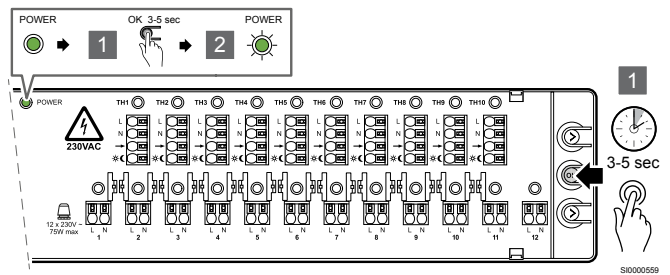 POWER OK 3-5 sec POWER
1 2
1
POWER TH1 TH2 TH3 TH4 TH5 TH6 TH7 TH8 TH9 TH10
L
N
230VAC
3-5 sec
OK
12 x 230V ~
75W max
L N L N L N L N L N L N L N L N L N L N L N L N
1 2 3 4 5 6 7 8 9 10 11 12
SI0000559